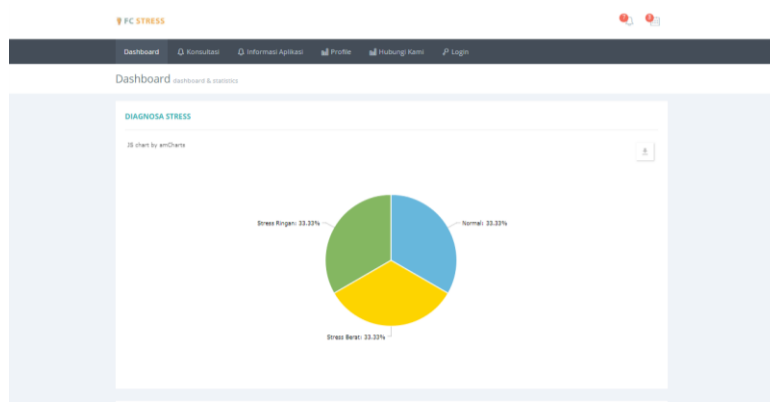 FC STRESS
Dashboard Konsultasi Informasi Aplikasi Profile Hubungi Kami Login
Dashboard dashboard & statistics
DIAGNOSA STRESS
JS chart by amCharts
Stress Ringan: 33.33% Normal: 33.33%
Stress Berat: 33.33%